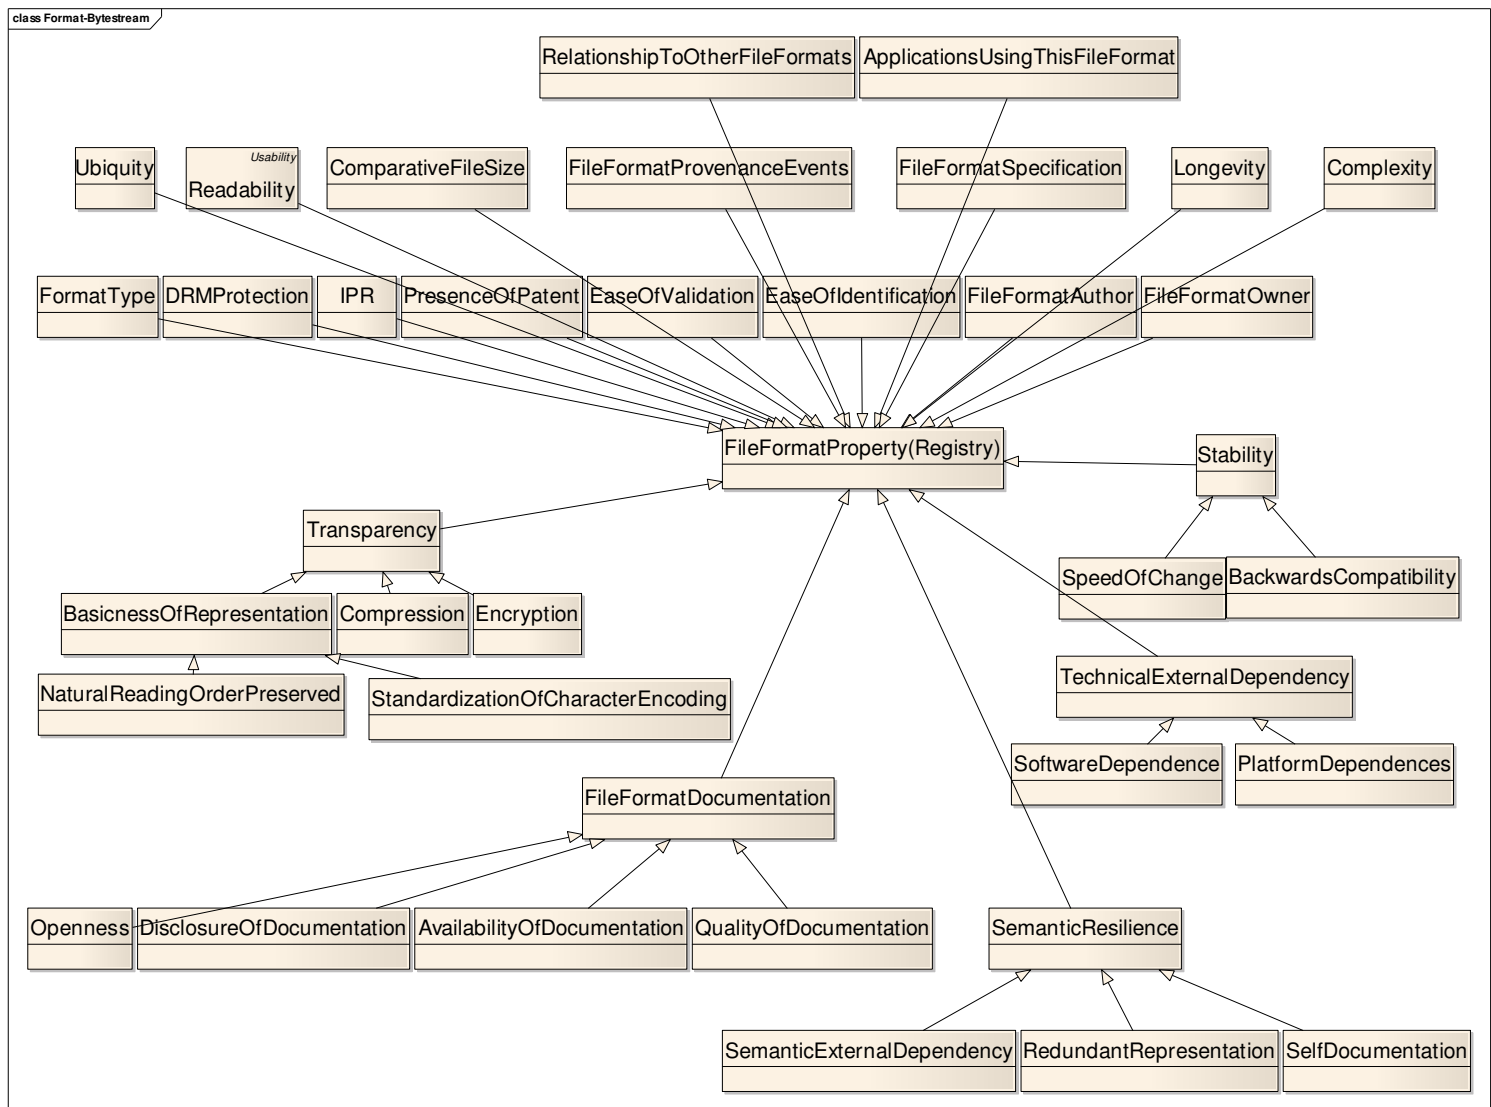 class Format-Bytestream
RelationshipToOtherFileFormats
ApplicationsUsingThisFileFormat
Ubiquity
Usability
Readability
ComparativeFileSize
FileFormatProvenanceEvents
FileFormatSpecification
Longevity
Complexity
FormatType
DRMProtection
IPR
PresenceOfPatent
EaseOfValidation
EaseOfIdentification
FileFormatAuthor
FileFormatOwner
FileFormatProperty(Registry)
Stability
Transparency
SpeedOfChange
BackwardsCompatibility
BasicnessOfRepresentation
Compression
Encryption
NaturalReadingOrderPreserved
StandardizationOfCharacterEncoding
TechnicalExternalDependency
SoftwareDependence
PlatformDependences
FileFormatDocumentation
Openness
DisclosureOfDocumentation
AvailabilityOfDocumentation
QualityOfDocumentation
SemanticResilience
SemanticExternalDependency
RedundantRepresentation
SelfDocumentation